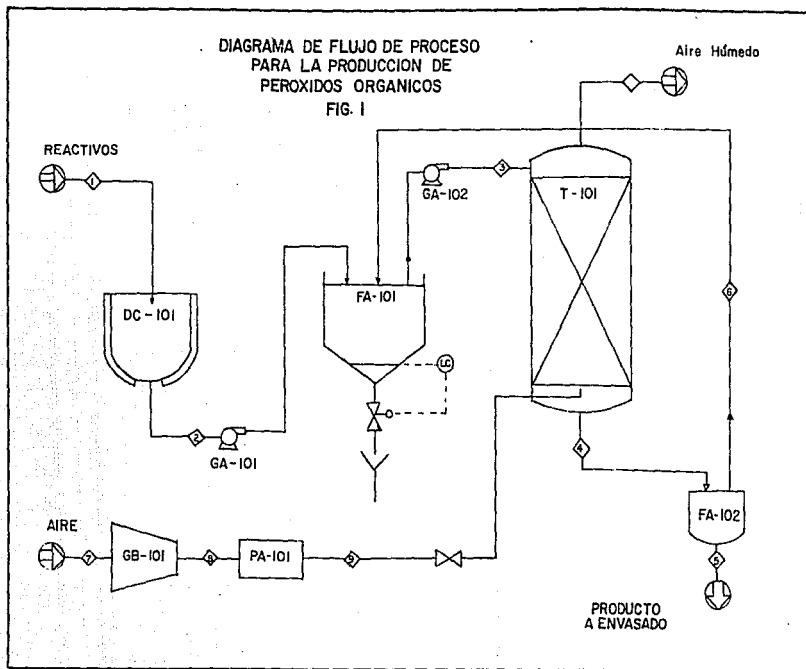 DIAGRAMA DE FLUJO DE PROCESO
PARA LA PRODUCCION DE
PEROXIDOS ORGANICOS
FIG. 1
Aire Húmedo
REACTIVOS
1
GA-102
3
T-101
DC-101
FA-101
6
LC
2
GA-101
4
FA-102
AIRE
7
GB-101
8
PA-101
9
5
PRODUCTO
A ENVASADO